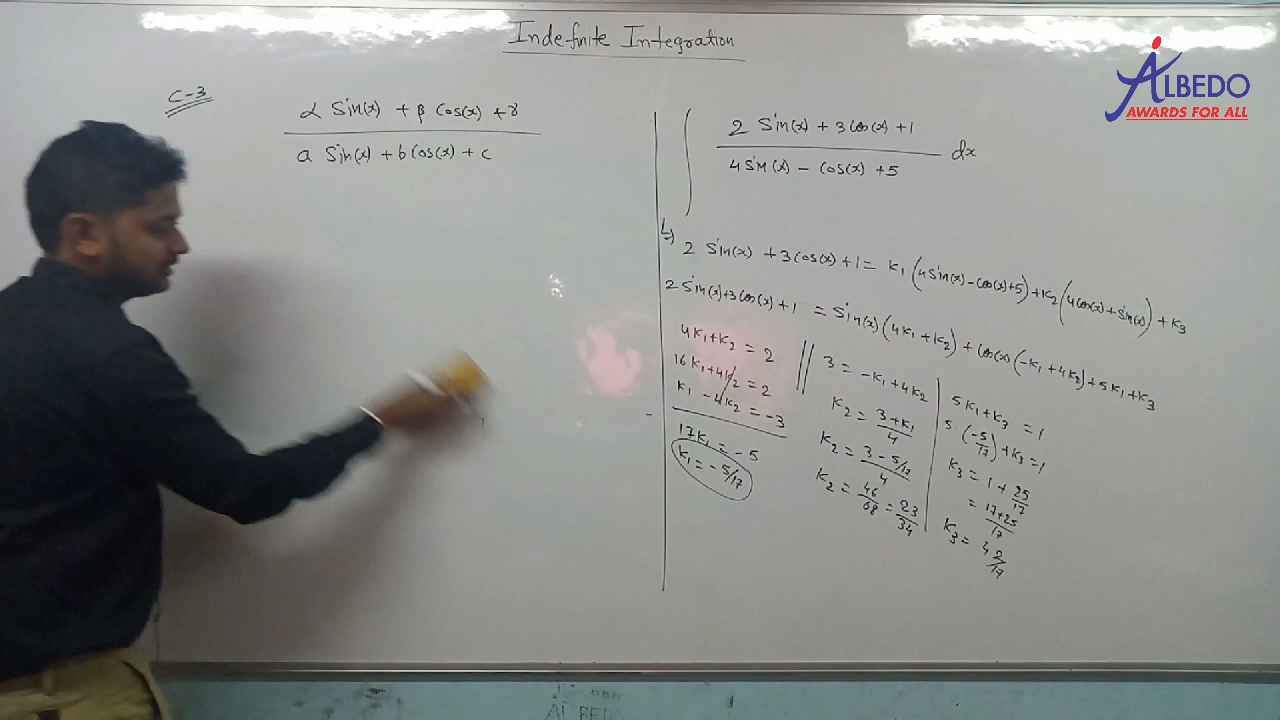 Indefinite Integration
ALBEDO
AWARDS FOR ALL
C-3
α Sin(x) + β Cos(x) + γ
a Sin(x) + b Cos(x) + c
∫ 2 Sin(x) + 3 Cos(x) + 1
4 Sin(x) - Cos(x) + 5
dx
↳) 2 Sin(x) + 3 Cos(x) + 1 = K1 (4 Sin(x) - Cos(x) + 5) + K2 (4 Cos(x) + Sin(x)) + K3
2 Sin(x) + 3 Cos(x) + 1 = Sin(x) (4K1 + K2) + Cos(x) (-K1 + 4K2) + 5K1 + K3
4K1 + K2 = 2
16K1 + 4K2 = 2
K1 - 4K2 = -3
17K1 = -5
K1 = -5/17
3 = -K1 + 4K2
K2 = 3+K1/4
K2 = 3 - 5/17/4
K2 = 46/68 = 23/34
5K1 + K3 = 1
5 (-5/17) + K3 = 1
K3 = 1 + 25/17
= 17+25/17
K3 = 42/17